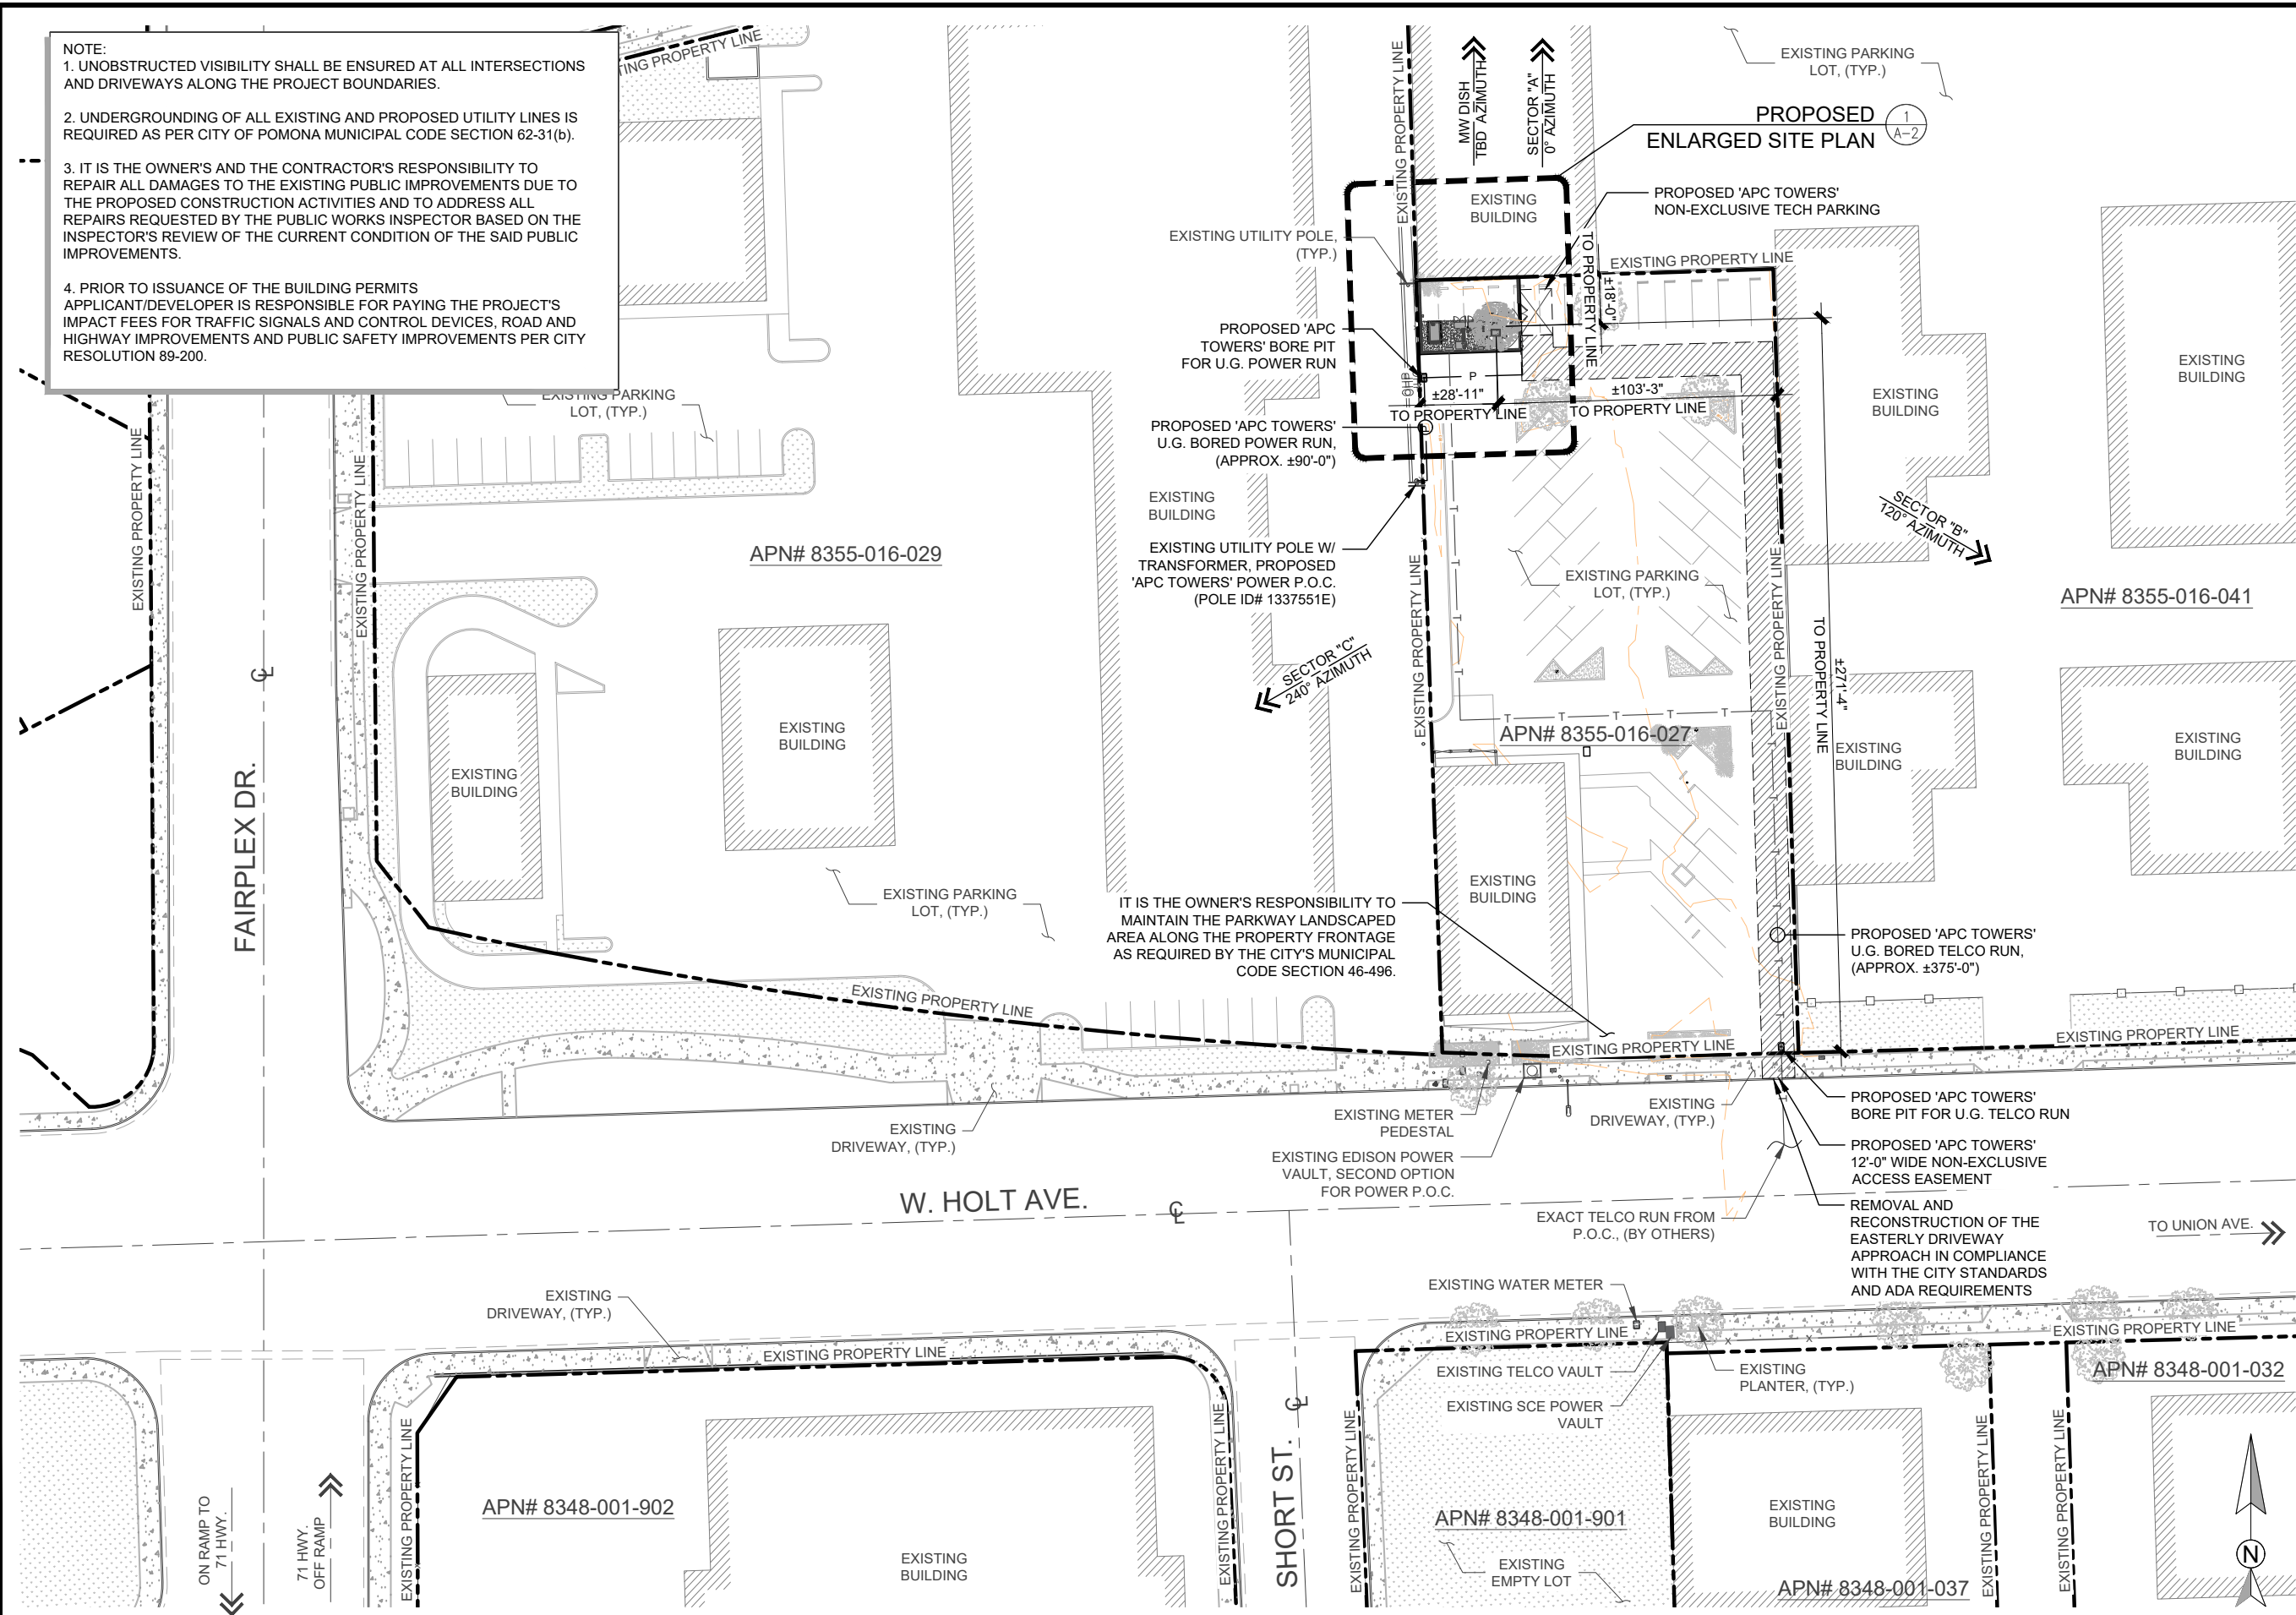 NOTE:
1. UNOBSTRUCTED VISIBILITY SHALL BE ENSURED AT ALL INTERSECTIONS
AND DRIVEWAYS ALONG THE PROJECT BOUNDARIES.
2. UNDERGROUNDING OF ALL EXISTING AND PROPOSED UTILITY LINES IS
REQUIRED AS PER CITY OF POMONA MUNICIPAL CODE SECTION 62-31(b).
3. IT IS THE OWNER'S AND THE CONTRACTOR'S RESPONSIBILITY TO
REPAIR ALL DAMAGES TO THE EXISTING PUBLIC IMPROVEMENTS DUE TO
THE PROPOSED CONSTRUCTION ACTIVITIES AND TO ADDRESS ALL
REPAIRS REQUESTED BY THE PUBLIC WORKS INSPECTOR BASED ON THE
INSPECTOR'S REVIEW OF THE CURRENT CONDITION OF THE SAID PUBLIC
IMPROVEMENTS.
4. PRIOR TO ISSUANCE OF THE BUILDING PERMITS
APPLICANT/DEVELOPER IS RESPONSIBLE FOR PAYING THE PROJECT'S
IMPACT FEES FOR TRAFFIC SIGNALS AND CONTROL DEVICES, ROAD AND
HIGHWAY IMPROVEMENTS AND PUBLIC SAFETY IMPROVEMENTS PER CITY
RESOLUTION 89-200.
PROPERTY LINE
EXISTING PROPERTY LINE
MW DISH
TBD AZIMUTH
SECTOR "A"
0° AZIMUTH
EXISTING PARKING
LOT, (TYP.)
PROPOSED
ENLARGED SITE PLAN
1
A-2
EXISTING PROPERTY LINE
EXISTING
BUILDING
PROPOSED 'APC TOWERS'
NON-EXCLUSIVE TECH PARKING
EXISTING UTILITY POLE,
(TYP.)
TO PROPERTY LINE
±18'-0"
EXISTING PROPERTY LINE
PROPOSED 'APC
TOWERS' BORE PIT
FOR U.G. POWER RUN
OHP
P
±28'-11"
TO PROPERTY LINE
±103'-3"
TO PROPERTY LINE
EXISTING
BUILDING
EXISTING
BUILDING
EXISTING PARKING
LOT, (TYP.)
PROPOSED 'APC TOWERS'
U.G. BORED POWER RUN,
(APPROX. ±90'-0")
EXISTING PROPERTY LINE
EXISTING PROPERTY LINE
EXISTING
BUILDING
APN# 8355-016-029
EXISTING UTILITY POLE W/
TRANSFORMER, PROPOSED
'APC TOWERS' POWER P.O.C.
(POLE ID# 1337551E)
EXISTING PROPERTY LINE
T
T
T
EXISTING PARKING
LOT, (TYP.)
EXISTING PROPERTY LINE
SECTOR "B"
120° AZIMUTH
APN# 8355-016-041
TO PROPERTY LINE
±271'-4"
SECTOR "C"
240° AZIMUTH
T T T T T
APN# 8355-016-027
EXISTING
BUILDING
EXISTING
BUILDING
EXISTING
BUILDING
EXISTING
BUILDING
FAIRPLEX DR.
CL
EXISTING
BUILDING
T
T
T
EXISTING PARKING
LOT, (TYP.)
IT IS THE OWNER'S RESPONSIBILITY TO
MAINTAIN THE PARKWAY LANDSCAPED
AREA ALONG THE PROPERTY FRONTAGE
AS REQUIRED BY THE CITY'S MUNICIPAL
CODE SECTION 46-496.
PROPOSED 'APC TOWERS'
U.G. BORED TELCO RUN,
(APPROX. ±375'-0")
EXISTING PROPERTY LINE
EXISTING PROPERTY LINE
EXISTING PROPERTY LINE
EXISTING
DRIVEWAY, (TYP.)
EXISTING METER
PEDESTAL
EXISTING
DRIVEWAY, (TYP.)
PROPOSED 'APC TOWERS'
BORE PIT FOR U.G. TELCO RUN
EXISTING EDISON POWER
VAULT, SECOND OPTION
FOR POWER P.O.C.
PROPOSED 'APC TOWERS'
12'-0" WIDE NON-EXCLUSIVE
ACCESS EASEMENT
W. HOLT AVE.
CL
EXACT TELCO RUN FROM
P.O.C., (BY OTHERS)
REMOVAL AND
RECONSTRUCTION OF THE
EASTERLY DRIVEWAY
APPROACH IN COMPLIANCE
WITH THE CITY STANDARDS
AND ADA REQUIREMENTS
TO UNION AVE.
EXISTING
DRIVEWAY, (TYP.)
EXISTING WATER METER
EXISTING PROPERTY LINE
EXISTING PROPERTY LINE
X X
EXISTING PROPERTY LINE
EXISTING TELCO VAULT
EXISTING
PLANTER, (TYP.)
APN# 8348-001-032
EXISTING SCE POWER
VAULT
CL
SHORT ST.
ON RAMP TO
71 HWY.
71 HWY.
OFF RAMP
EXISTING PROPERTY LINE
APN# 8348-001-902
EXISTING
BUILDING
EXISTING PROPERTY LINE
EXISTING PROPERTY LINE
APN# 8348-001-901
EXISTING
EMPTY LOT
EXISTING
BUILDING
APN# 8348-001-037
EXISTING PROPERTY LINE
EXISTING PROPERTY LINE
N